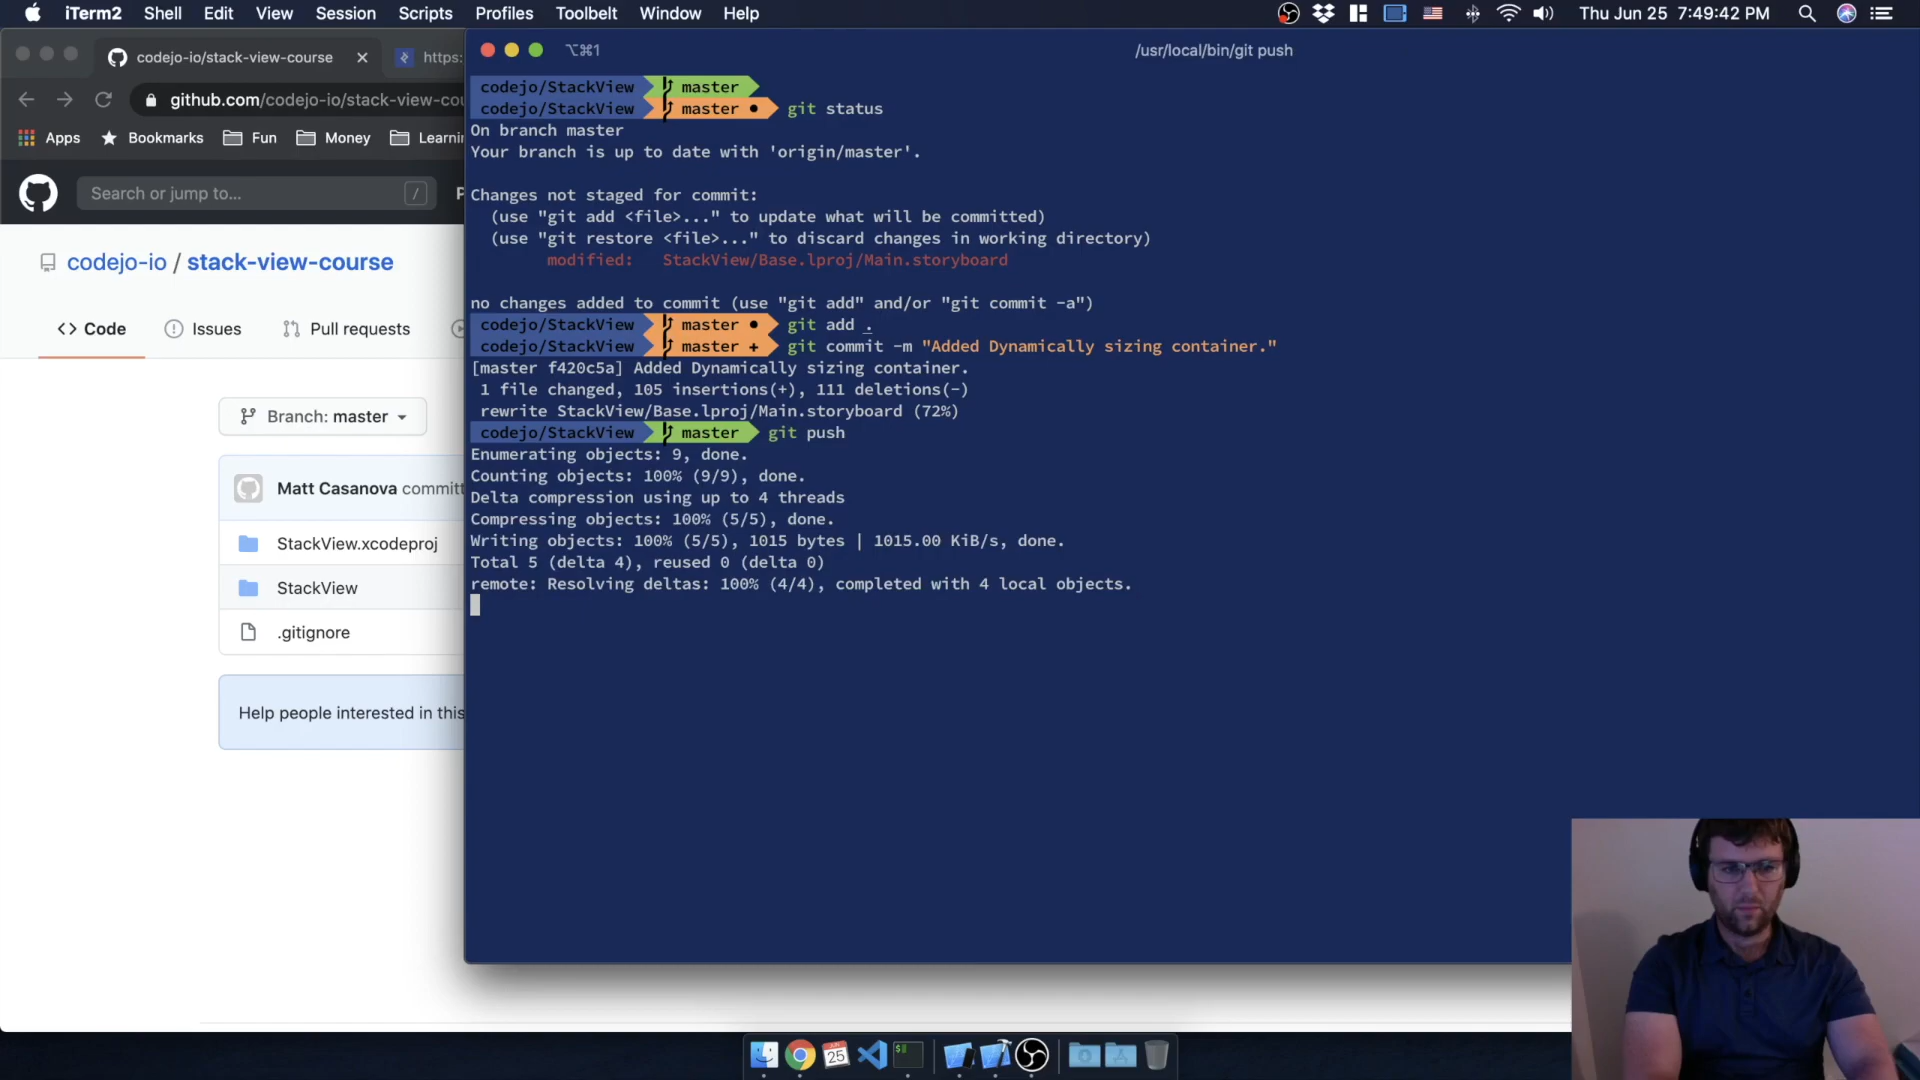 iTerm2 Shell Edit View Session Scripts Profiles Toolbelt Window Help Thu Jun 25 7:49:42 PM
codejo-io/stack-view-course https:
github.com/codejo-io/stack-view-cou
Apps Bookmarks Fun Money Learnin
Search or jump to... / P
codejo-io / stack-view-course
<> Code Issues Pull requests
Branch: master
Matt Casanova committ
StackView.xcodeproj
StackView
.gitignore
Help people interested in this
⌥⌘1 /usr/local/bin/git push
codejo/StackView master
codejo/StackView master ● git status
On branch master
Your branch is up to date with 'origin/master'.
Changes not staged for commit:
(use "git add <file>..." to update what will be committed)
(use "git restore <file>..." to discard changes in working directory)
modified: StackView/Base.lproj/Main.storyboard
no changes added to commit (use "git add" and/or "git commit -a")
codejo/StackView master ● git add .
codejo/StackView master + git commit -m "Added Dynamically sizing container."
[master f420c5a] Added Dynamically sizing container.
1 file changed, 105 insertions(+), 111 deletions(-)
rewrite StackView/Base.lproj/Main.storyboard (72%)
codejo/StackView master git push
Enumerating objects: 9, done.
Counting objects: 100% (9/9), done.
Delta compression using up to 4 threads
Compressing objects: 100% (5/5), done.
Writing objects: 100% (5/5), 1015 bytes | 1015.00 KiB/s, done.
Total 5 (delta 4), reused 0 (delta 0)
remote: Resolving deltas: 100% (4/4), completed with 4 local objects.
JUN
25